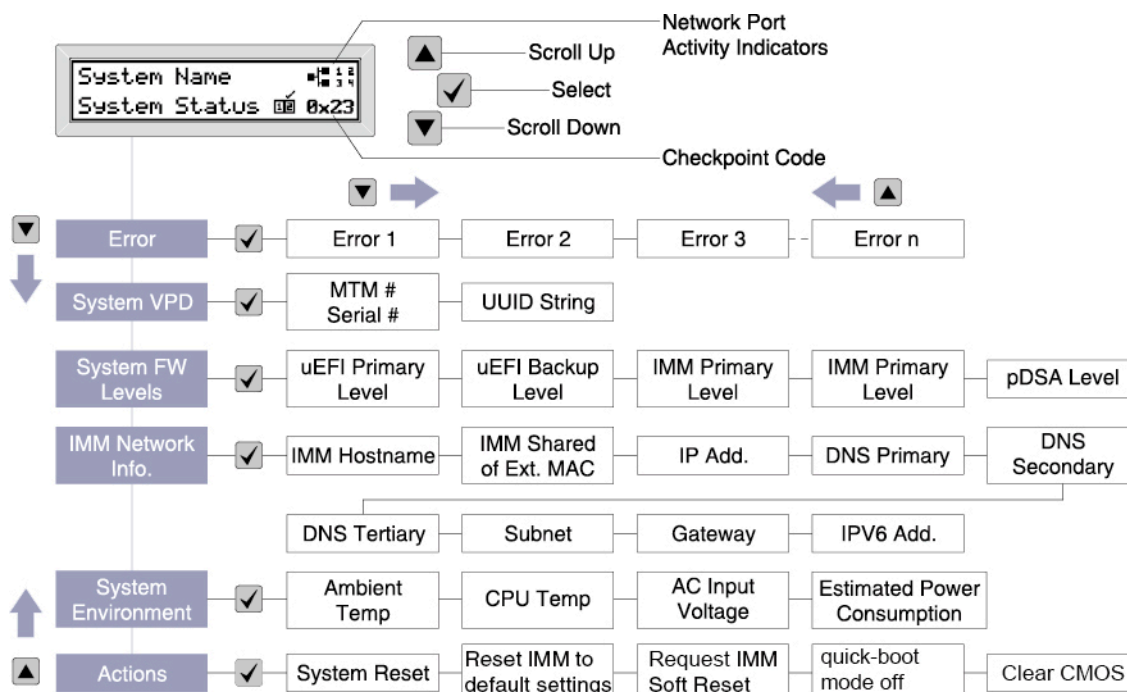 Network Port
Activity Indicators
Scroll Up
Select
Scroll Down
System Name
1 2
3 4
System Status 12 0x23
Checkpoint Code
Error
Error 1
Error 2
Error 3
Error n
System VPD
MTM #
Serial #
UUID String
System FW
Levels
uEFI Primary
Level
uEFI Backup
Level
IMM Primary
Level
IMM Primary
Level
pDSA Level
IMM Network
Info.
IMM Hostname
IMM Shared
of Ext. MAC
IP Add.
DNS Primary
DNS
Secondary
DNS Tertiary
Subnet
Gateway
IPV6 Add.
System
Environment
Ambient
Temp
CPU Temp
AC Input
Voltage
Estimated Power
Consumption
Actions
System Reset
Reset IMM to
default settings
Request IMM
Soft Reset
quick-boot
mode off
Clear CMOS